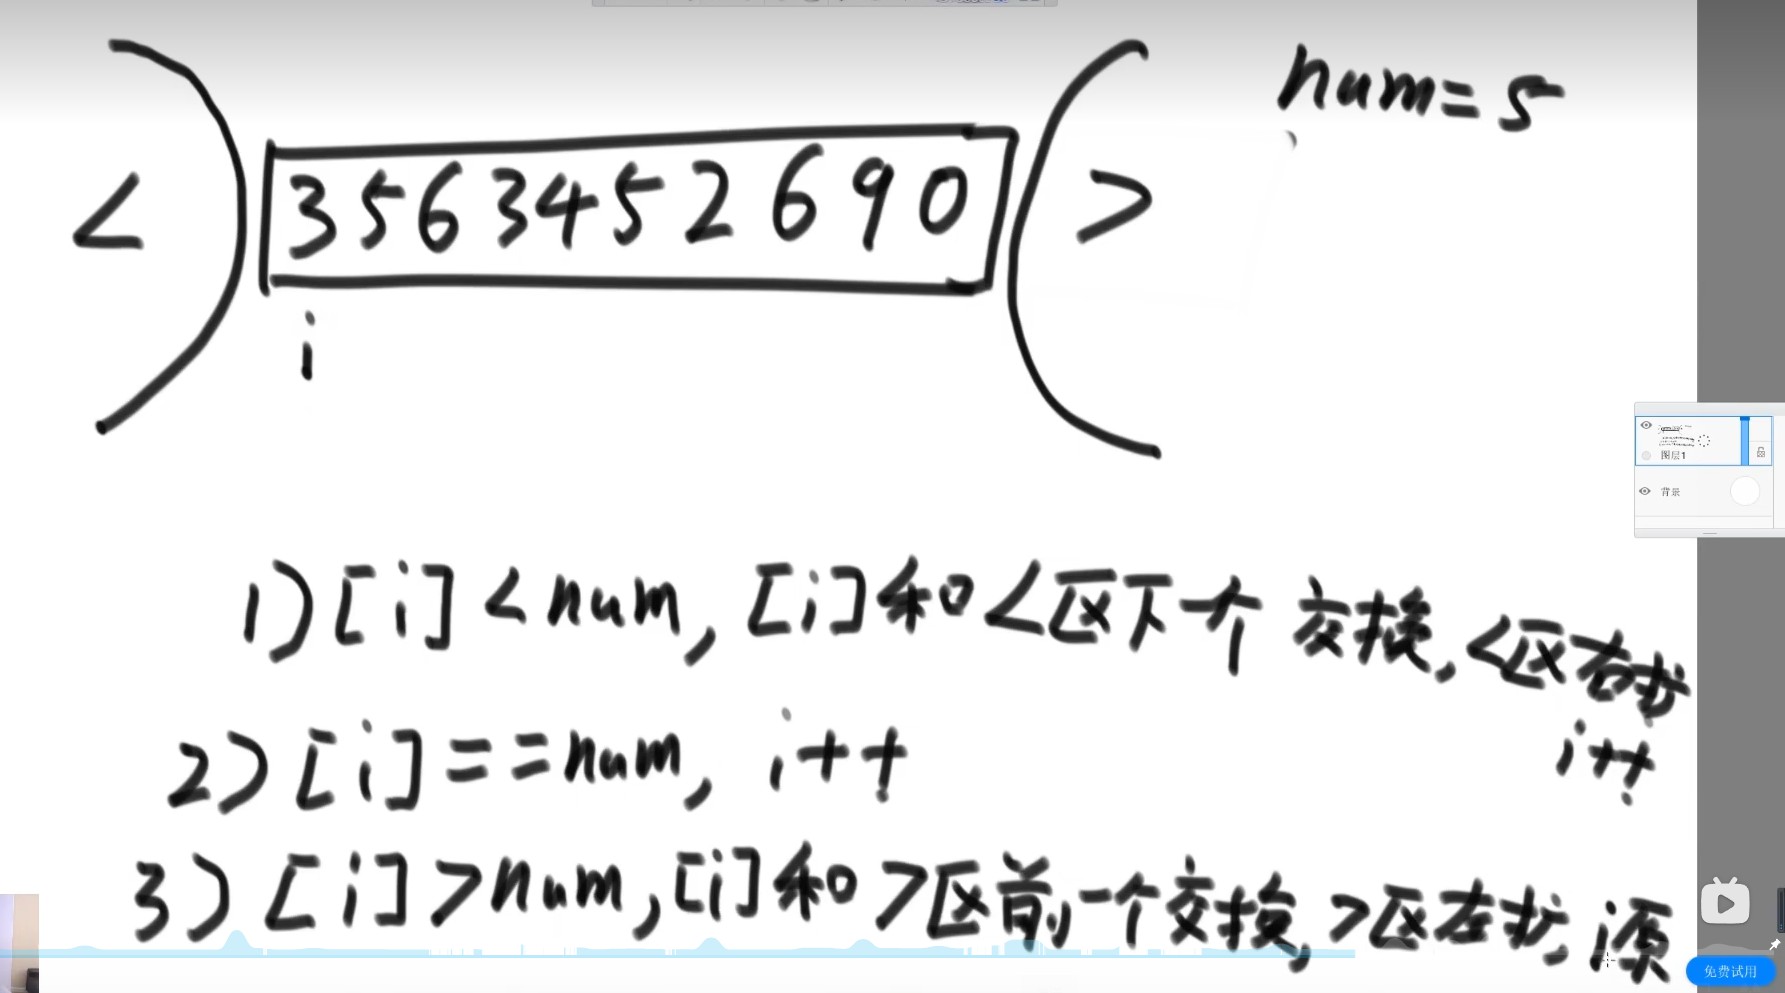 num=5
< 3 5 6 3 4 5 2 6 9 0 >
i
图层1
背景
1) [i] < num, [i]和<区下一个 交换, <区右扩
i++
2) [i] == num, i++
3) [i] > num, [i]和 >区前一个交换, >区左扩, i原
免费试用